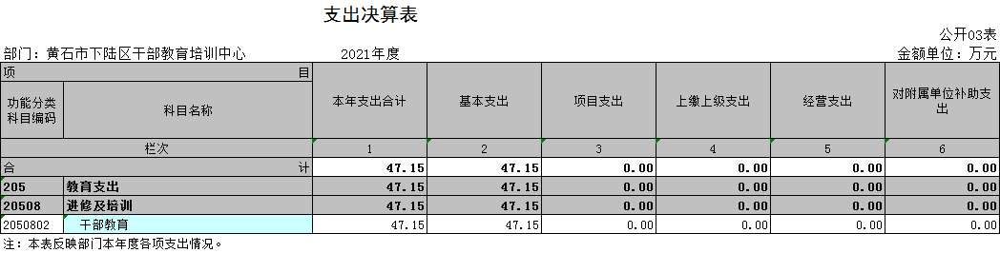 支出决算表
公开03表
部门：黄石市下陆区干部教育培训中心 2021年度 金额单位：万元
项 目 本年支出合计 基本支出 项目支出 上缴上级支出 经营支出 对附属单位补助支出
功能分类科目编码 科目名称
栏次 1 2 3 4 5 6
合 计 47.15 47.15 0.00 0.00 0.00 0.00
205 教育支出 47.15 47.15 0.00 0.00 0.00 0.00
20508 进修及培训 47.15 47.15 0.00 0.00 0.00 0.00
2050802 干部教育 47.15 47.15 0.00 0.00 0.00 0.00
注：本表反映部门本年度各项支出情况。